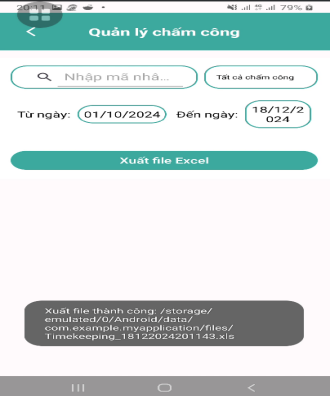 20:11 79%
Quản lý chấm công
Nhập mã nhâ...
Tất cả chấm công
Từ ngày: 01/10/2024 Đến ngày: 18/12/2
024
Xuất file Excel
Xuất file thành công: /storage/
emulated/0/Android/data/
com.example.myapplication/files/
Timekeeping_18122024201143.xls